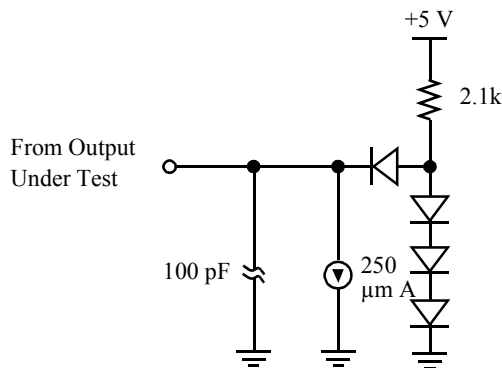 +5 V
2.1k
From Output
Under Test
100 pF
250
µm A